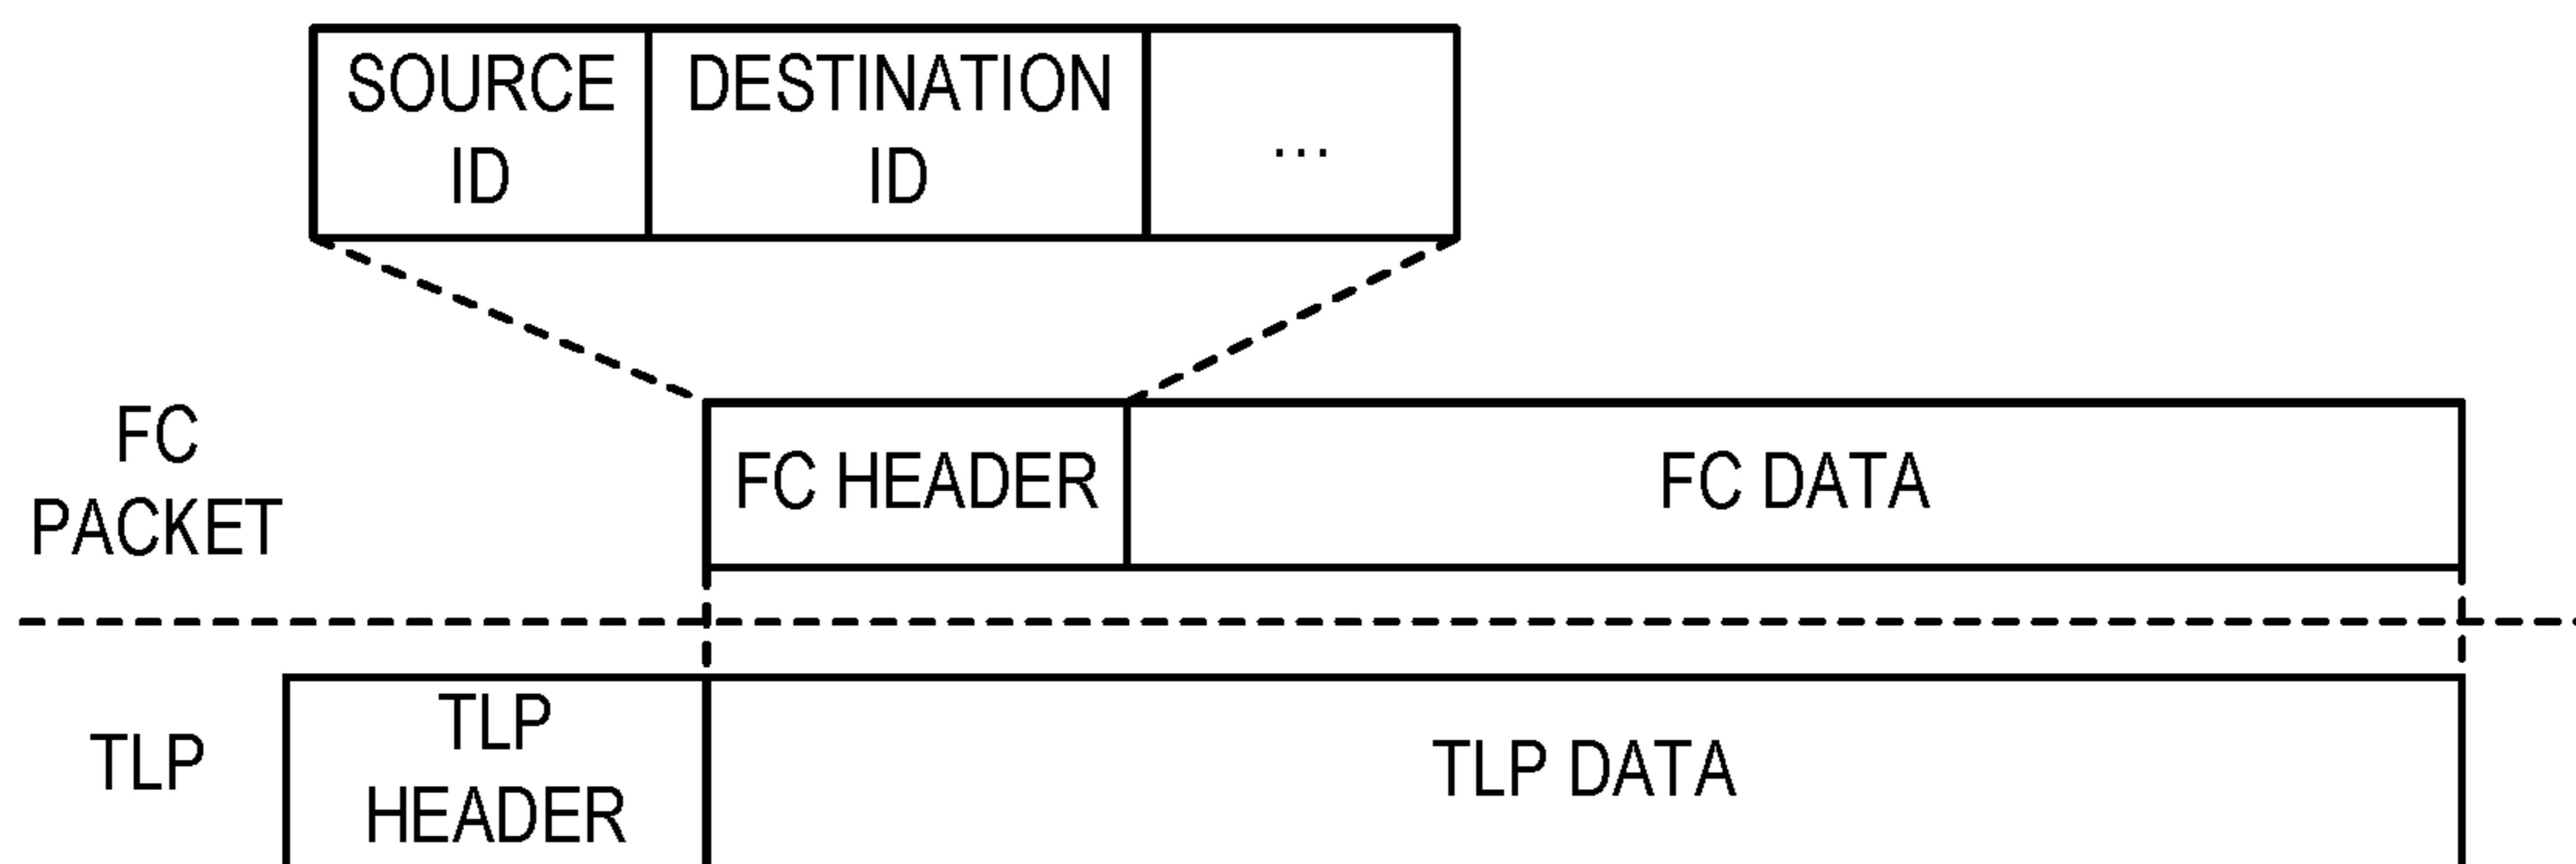 SOURCE
ID
DESTINATION
ID
...
FC
PACKET
FC HEADER
FC DATA
TLP
TLP
HEADER
TLP DATA